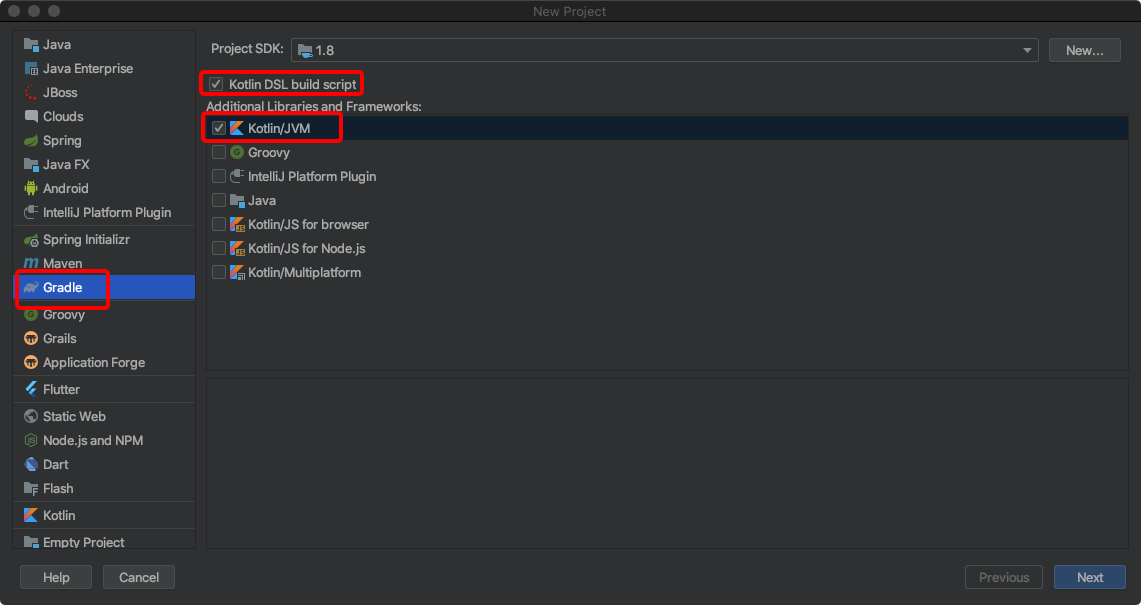 New Project
Java
Java Enterprise
JBoss
Clouds
Spring
Java FX
Android
IntelliJ Platform Plugin
Spring Initializr
Maven
Gradle
Groovy
Grails
Application Forge
Flutter
Static Web
Node.js and NPM
Dart
Flash
Kotlin
Empty Project
Project SDK: 1.8 New...
Kotlin DSL build script
Additional Libraries and Frameworks:
Kotlin/JVM
Groovy
IntelliJ Platform Plugin
Java
Kotlin/JS for browser
Kotlin/JS for Node.js
Kotlin/Multiplatform
Help Cancel Previous Next